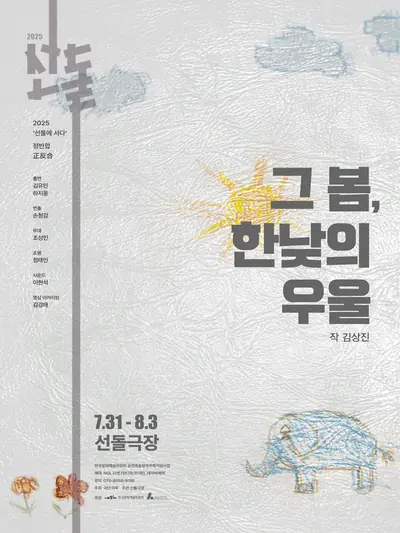 2025
선돌
2025
'선돌에 서다'
정반합
正反合
출연
김유민
하지웅
연출
손청강
무대
조성민
조명
정태민
사운드
이현석
영상 아카이빙
김강태
그 봄,
한낮의
우울
작 김상진
7.31 - 8.3
선돌극장